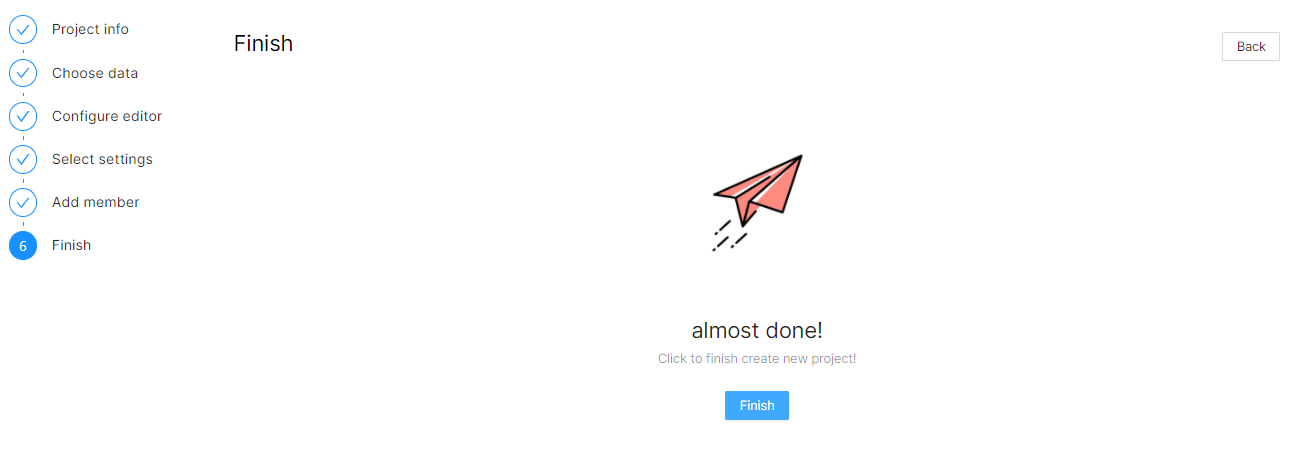 Project info
Choose data
Configure editor
Select settings
Add member
6 Finish
Finish
Back
almost done!
Click to finish create new project!
Finish